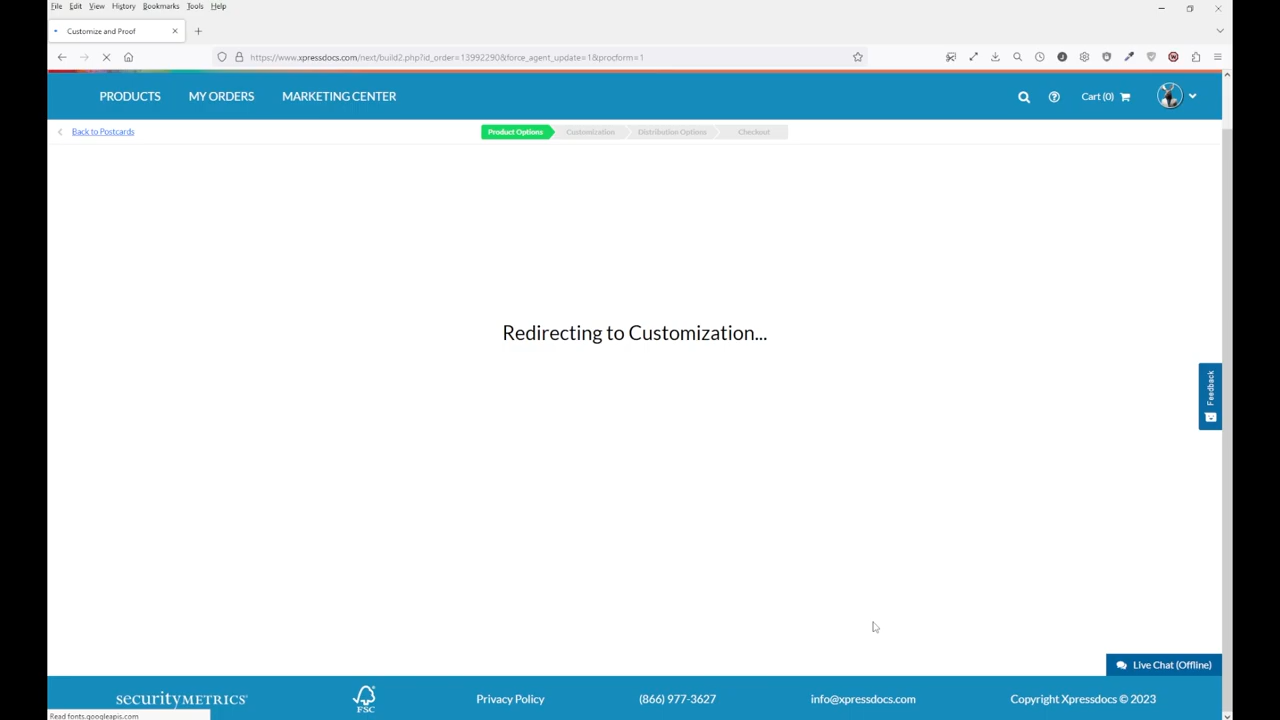 File Edit View History Bookmarks Tools Help
Customize and Proof
https://www.xpressdocs.com/next/build2.php?id_order=13992290&force_agent_update=1&procform=1
PRODUCTS MY ORDERS MARKETING CENTER Cart (0)
Back to Postcards Product Options Customization Distribution Options Checkout
Redirecting to Customization...
Feedback
Live Chat (Offline)
securityMETRICS® FSC Privacy Policy (866) 977-3627 info@xpressdocs.com Copyright Xpressdocs © 2023
Read fonts.googleapis.com